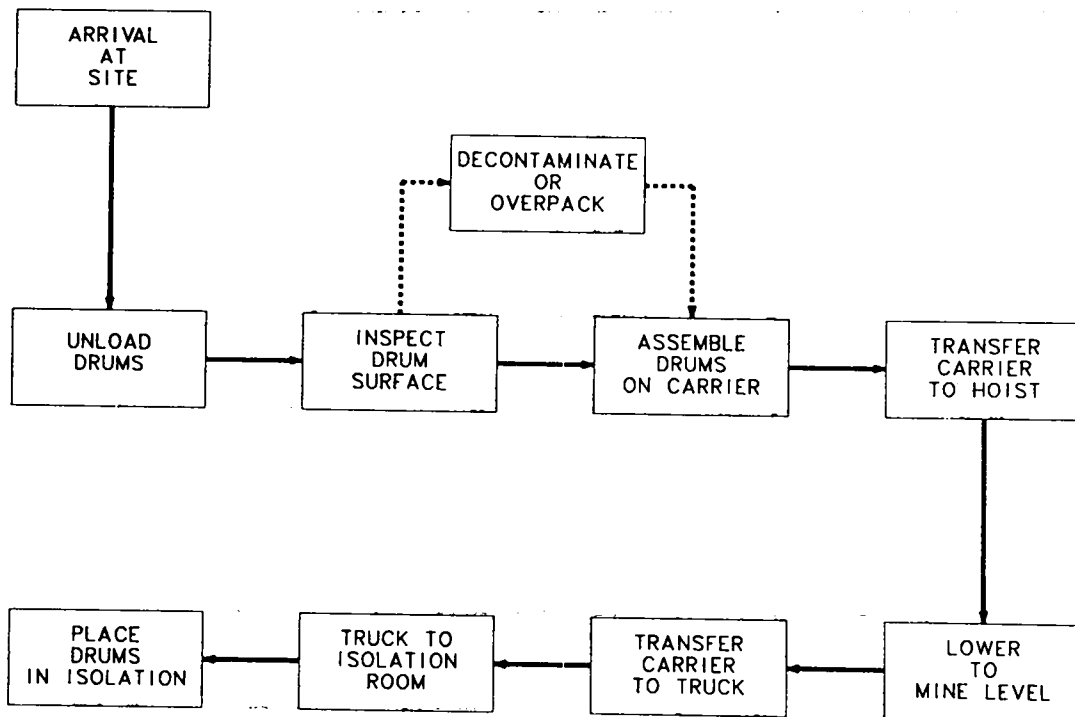 ARRIVAL
AT
SITE
DECONTAMINATE
OR
OVERPACK
UNLOAD
DRUMS
INSPECT
DRUM
SURFACE
ASSEMBLE
DRUMS
ON CARRIER
TRANSFER
CARRIER
TO HOIST
PLACE
DRUMS
IN ISOLATION
TRUCK TO
ISOLATION
ROOM
TRANSFER
CARRIER
TO TRUCK
LOWER
TO
MINE LEVEL